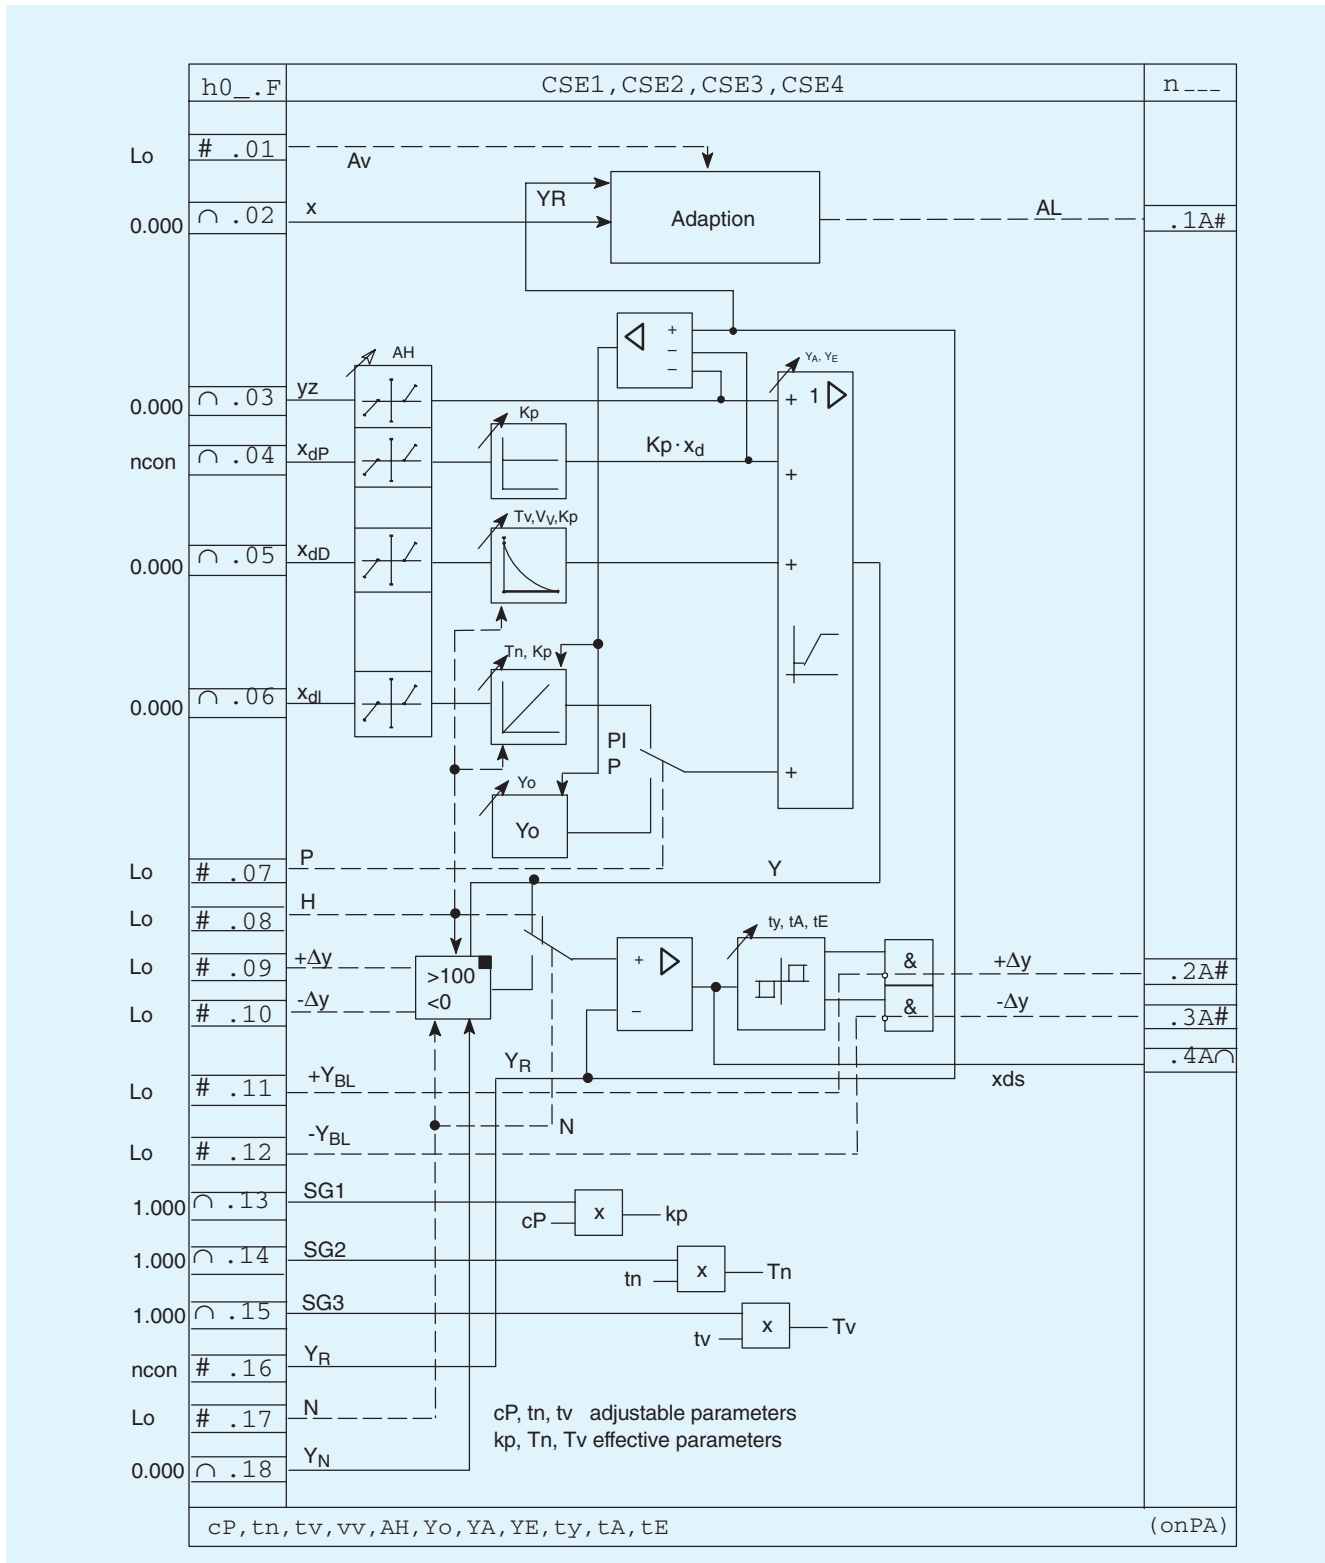 h0_.F CSE1,CSE2,CSE3,CSE4 n___
Lo # .01 Av
YR
0.000 ∩ .02 x Adaption AL .1A#
+
−
−
AH
YA, YE
0.000 ∩ .03 yz + 1
Kp
ncon ∩ .04 xdP Kp·xd +
Tv,VV,Kp
0.000 ∩ .05 xdD +
Tn, Kp
0.000 ∩ .06 xdI
PI
P +
Yo
Yo
Lo # .07 P Y
Lo # .08 H
ty, tA, tE
Lo # .09 +Δy >100 + & +Δy .2A#
Lo # .10 -Δy <0 − & -Δy .3A#
.4A∩
YR xds
Lo # .11 +YBL
N
Lo # .12 -YBL
1.000 ∩ .13 SG1 cP x kp
1.000 ∩ .14 SG2 tn x Tn
1.000 ∩ .15 SG3 tv x Tv
ncon # .16 YR
Lo # .17 N
cP, tn, tv adjustable parameters
kp, Tn, Tv effective parameters
0.000 ∩ .18 YN
cP,tn,tv,vv,AH,Yo,YA,YE,ty,tA,tE (onPA)